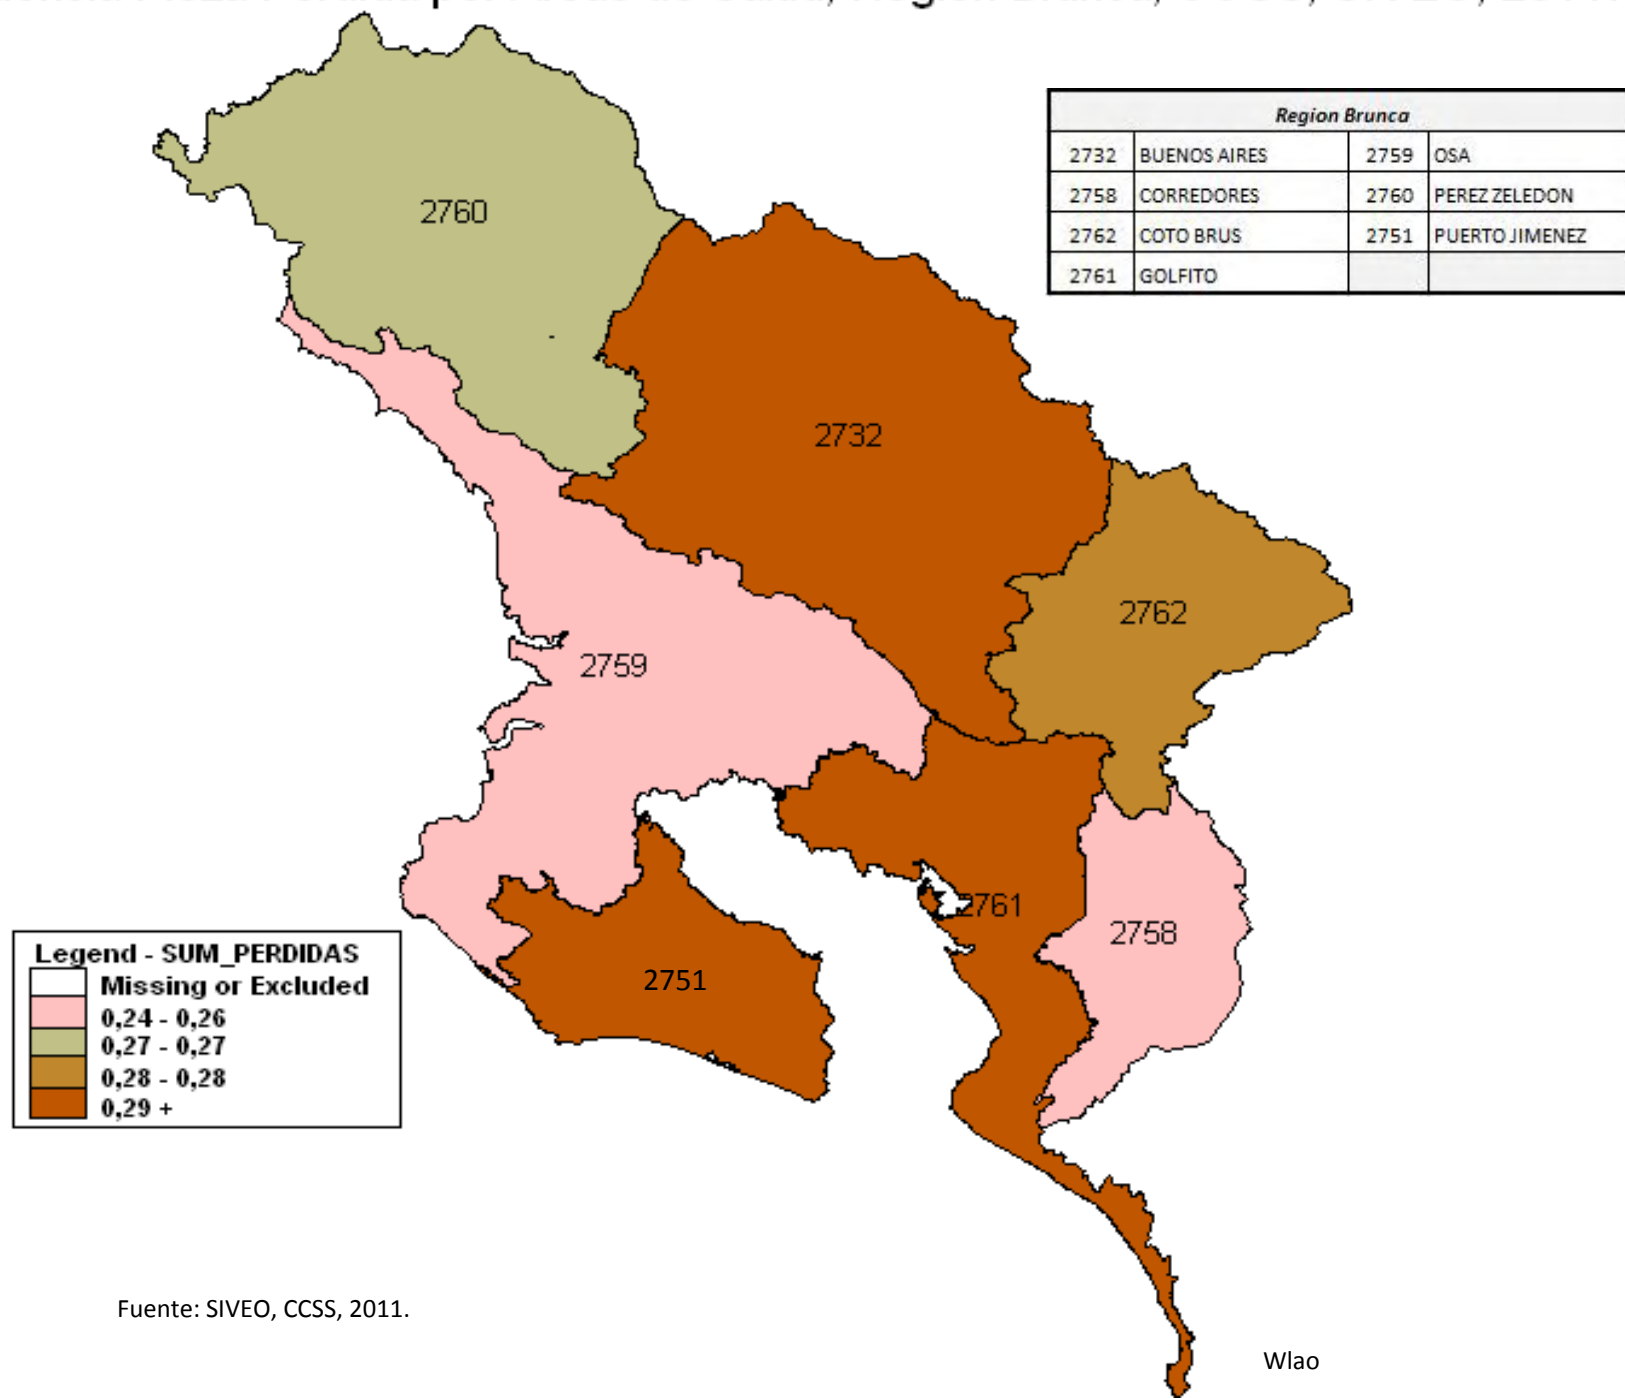 Region Brunca
2732 BUENOS AIRES 2759 OSA
2758 CORREDORES 2760 PEREZ ZELEDON
2762 COTO BRUS 2751 PUERTO JIMENEZ
2761 GOLFITO
2760
2732
2762
2759
2761
2758
2751
Legend - SUM_PERDIDAS
Missing or Excluded
0,24 - 0,26
0,27 - 0,27
0,28 - 0,28
0,29 +
Fuente: SIVEO, CCSS, 2011.
Wlao